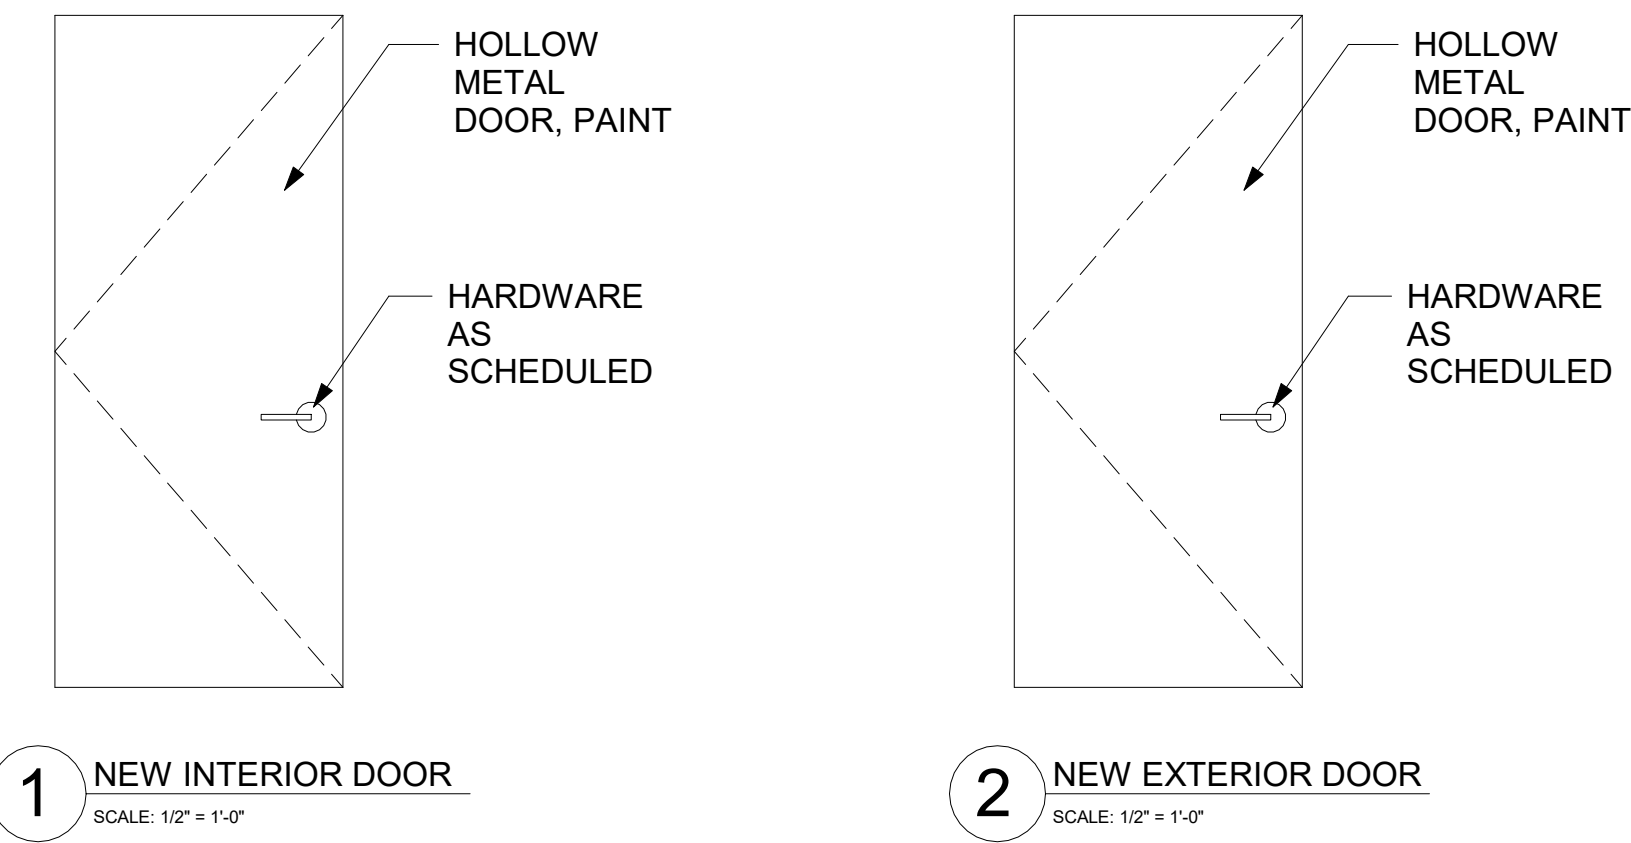 HOLLOW
METAL
DOOR, PAINT
HARDWARE
AS
SCHEDULED
1
NEW INTERIOR DOOR
SCALE: 1/2" = 1'-0"
HOLLOW
METAL
DOOR, PAINT
HARDWARE
AS
SCHEDULED
2
NEW EXTERIOR DOOR
SCALE: 1/2" = 1'-0"